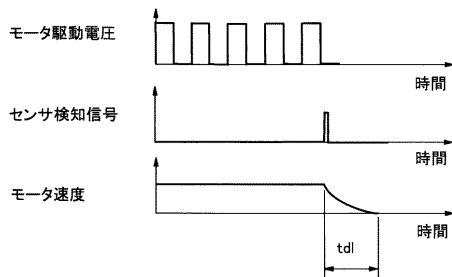 モータ駆動電圧
時間
センサ検知信号
時間
モータ速度
時間
tdl